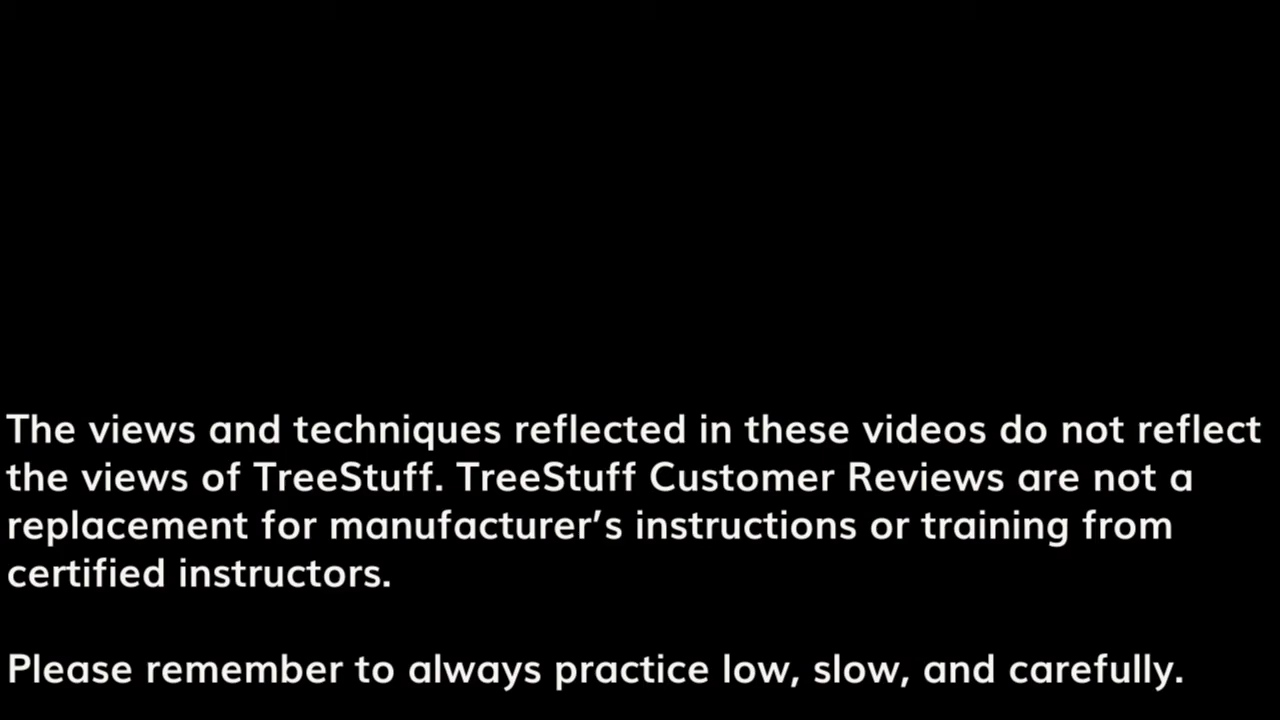 The views and techniques reflected in these videos do not reflect
the views of TreeStuff. TreeStuff Customer Reviews are not a
replacement for manufacturer’s instructions or training from
certified instructors.
Please remember to always practice low, slow, and carefully.